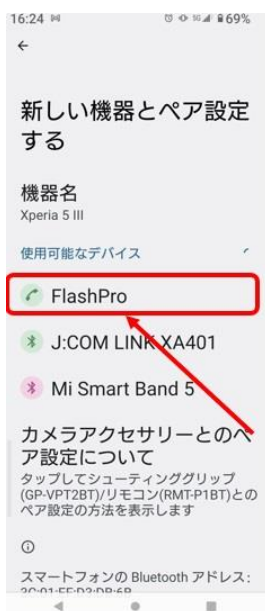 16:24 69%
新しい機器とペア設定
する
機器名
Xperia 5 III
使用可能なデバイス
FlashPro
J:COM LINK XA401
Mi Smart Band 5
カメラアクセサリーとのペ
ア設定について
タップしてシューティンググリップ
(GP-VPT2BT)/リモコン(RMT-P1BT)との
ペア設定の方法を表示します
スマートフォンの Bluetooth アドレス: